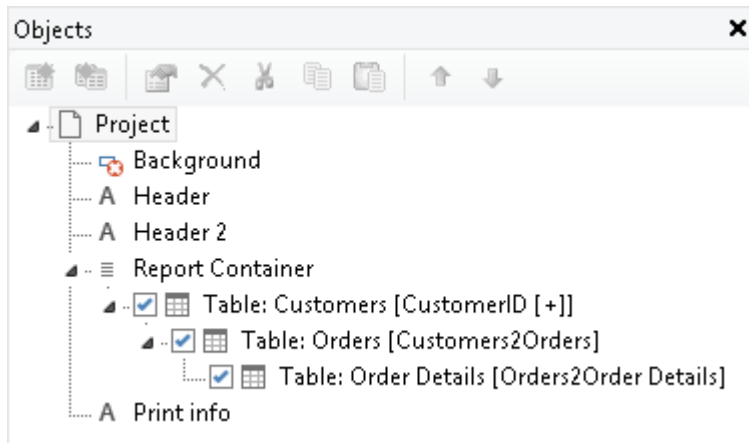 Objects
Project
Background
A Header
A Header 2
Report Container
Table: Customers [CustomerID [+]]
Table: Orders [Customers2Orders]
Table: Order Details [Orders2Order Details]
A Print info